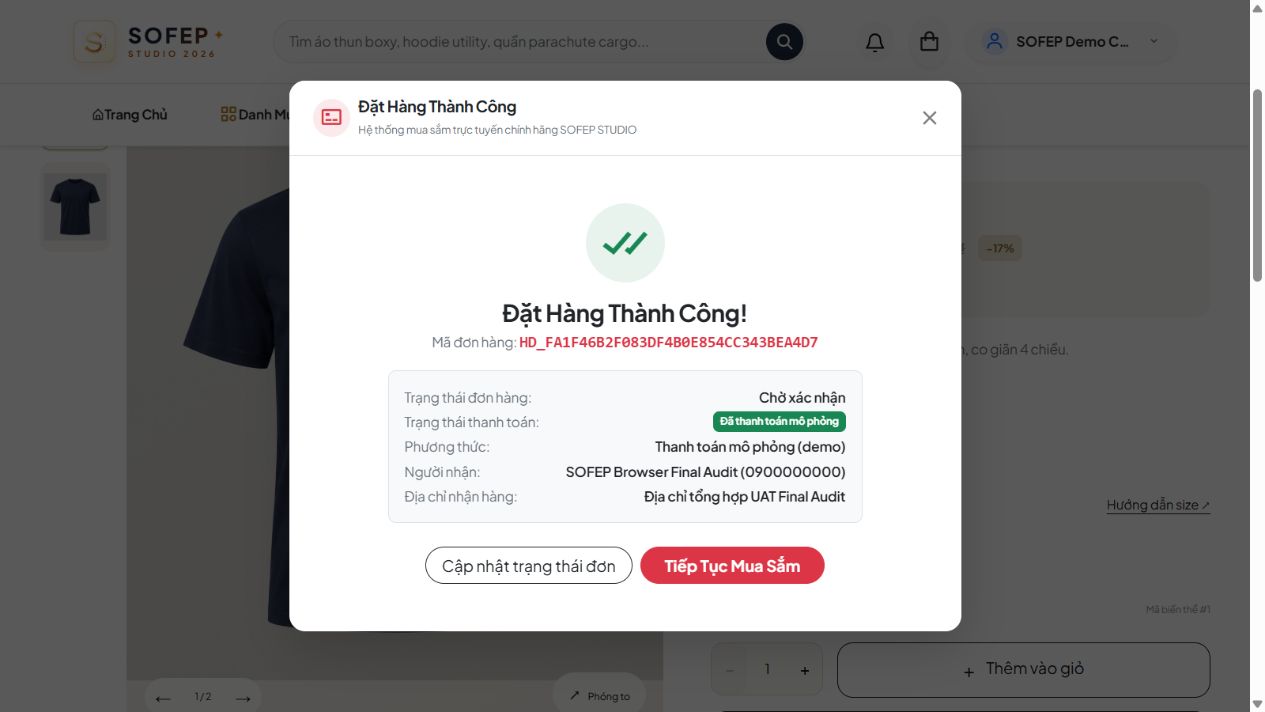 SOFEP
STUDIO 2026
Tìm áo thun boxy, hoodie utility, quần parachute cargo...
SOFEP Demo C...
Trang Chủ
Danh Mụ
Đặt Hàng Thành Công
Hệ thống mua sắm trực tuyến chính hãng SOFEP STUDIO
-17%
Đặt Hàng Thành Công!
Mã đơn hàng: HD_FA1F46B2F083DF4B0E854CC343BEA4D7
, co giãn 4 chiều.
Trạng thái đơn hàng: Chờ xác nhận
Trạng thái thanh toán: Đã thanh toán mô phỏng
Phương thức: Thanh toán mô phỏng (demo)
Người nhận: SOFEP Browser Final Audit (0900000000)
Địa chỉ nhận hàng: Địa chỉ tổng hợp UAT Final Audit
Hướng dẫn size ↗
Cập nhật trạng thái đơn
Tiếp Tục Mua Sắm
Mã biến thể #1
− 1 +
+ Thêm vào giỏ
← 1/2 →
↗ Phóng to